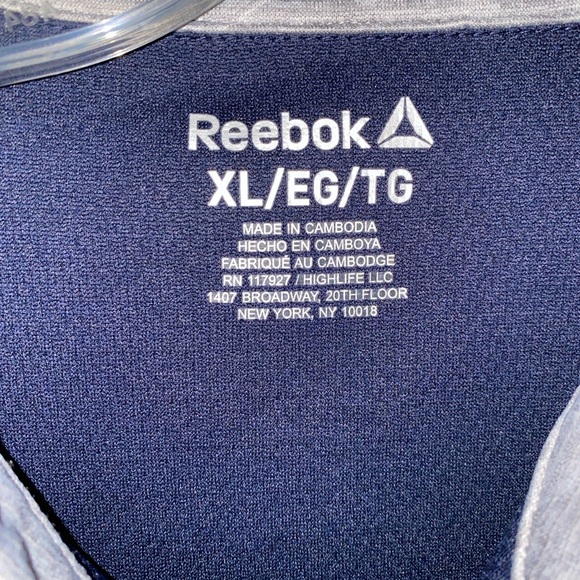 Reebok
XL/EG/TG
MADE IN CAMBODIA
HECHO EN CAMBOYA
FABRIQUÉ AU CAMBODGE
RN 117927 / HIGHLIFE LLC
1407 BROADWAY, 20TH FLOOR
NEW YORK, NY 10018